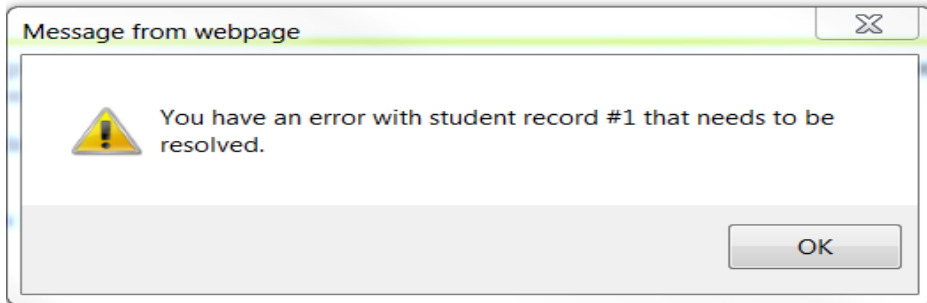 Message from webpage
You have an error with student record #1 that needs to be
resolved.
OK